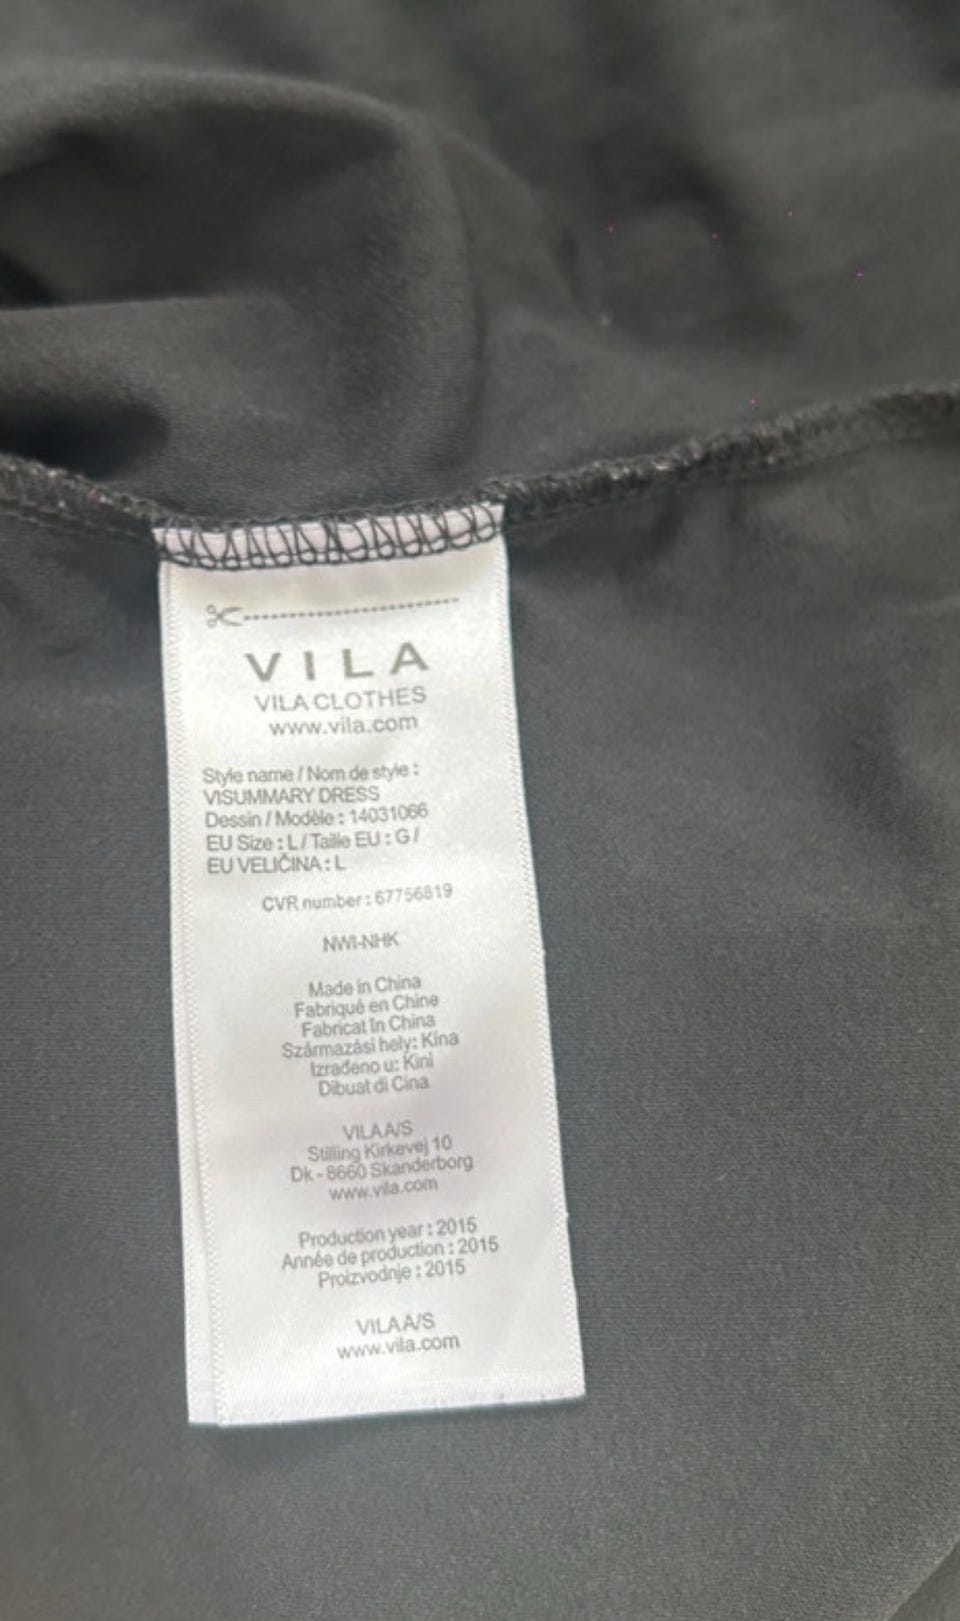 VILA
VILA CLOTHES
www.vila.com
Style name / Nom de style :
VISUMMARY DRESS
Dessin / Modèle : 14031066
EU Size : L / Taille EU : G /
EU VELIČINA : L
CVR number : 67756819
NWI-NHK
Made in China
Fabriqué en Chine
Fabricat în China
Származási hely: Kína
Izrađeno u: Kini
Dibuat di Cina
VILA A/S
Stilling Kirkevej 10
Dk - 8660 Skanderborg
www.vila.com
Production year : 2015
Année de production : 2015
Proizvodnje : 2015
VILA A/S
www.vila.com